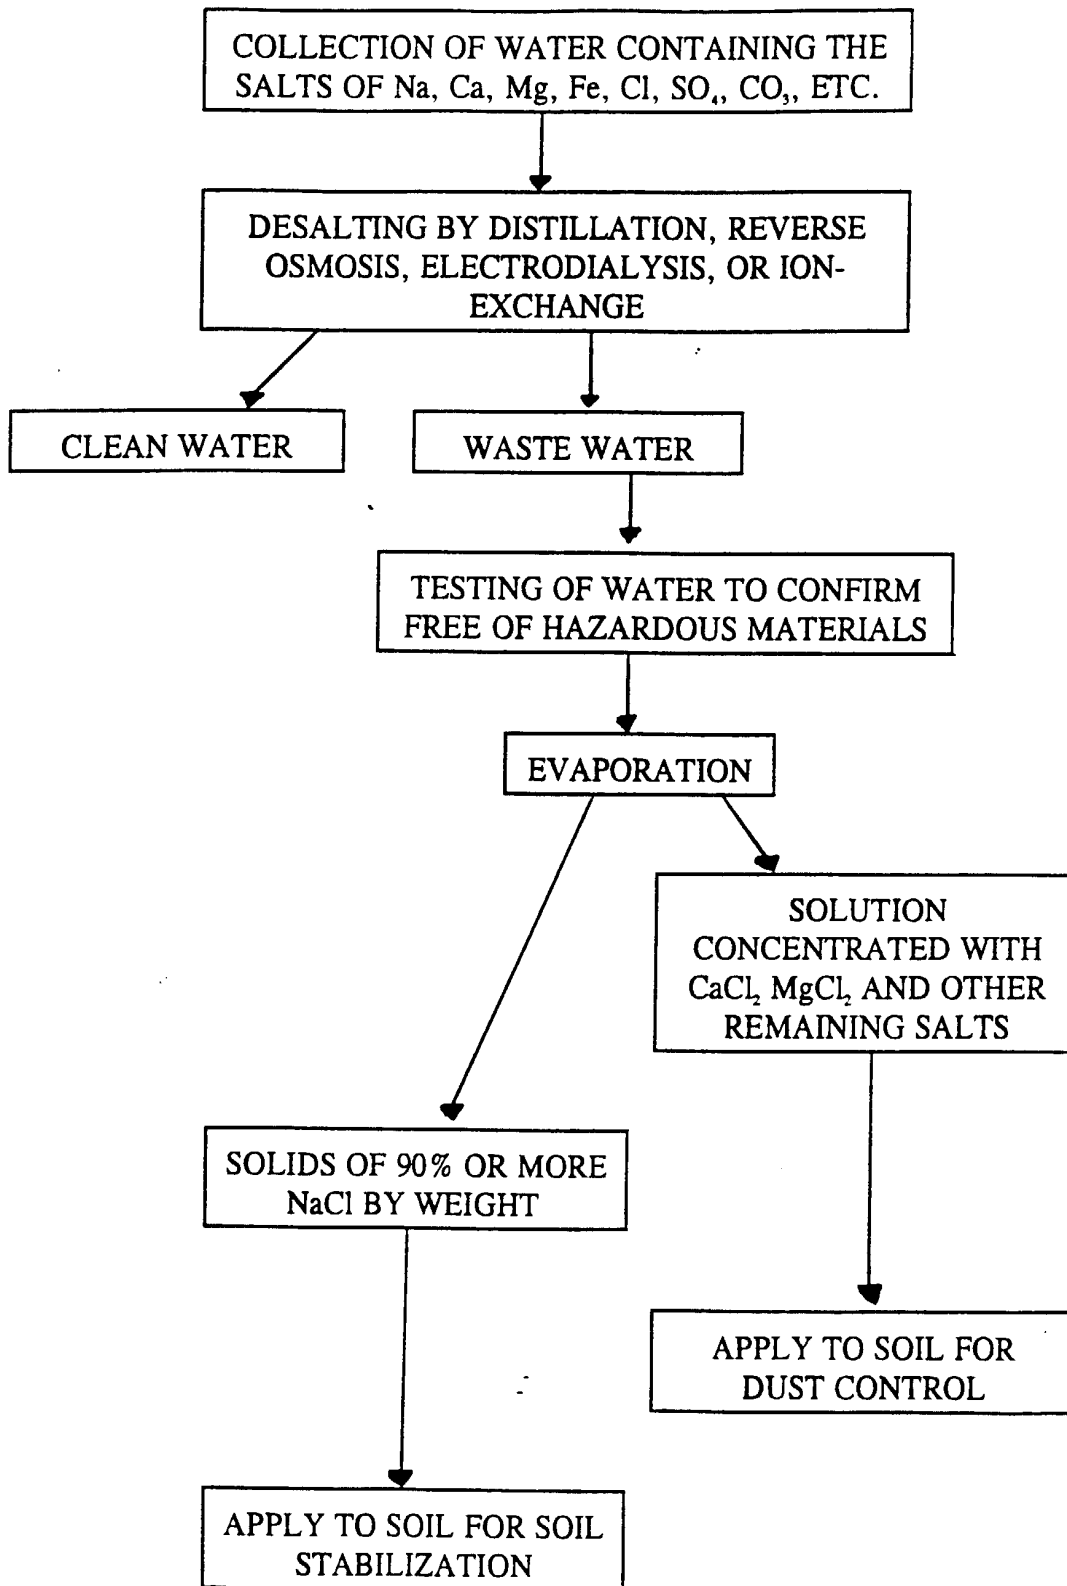 COLLECTION OF WATER CONTAINING THE
SALTS OF Na, Ca, Mg, Fe, Cl, SO₄, CO₃, ETC.
DESALTING BY DISTILLATION, REVERSE
OSMOSIS, ELECTRODIALYSIS, OR ION-
EXCHANGE
CLEAN WATER
WASTE WATER
TESTING OF WATER TO CONFIRM
FREE OF HAZARDOUS MATERIALS
EVAPORATION
SOLUTION
CONCENTRATED WITH
CaCl₂ MgCl₂ AND OTHER
REMAINING SALTS
SOLIDS OF 90% OR MORE
NaCl BY WEIGHT
APPLY TO SOIL FOR
DUST CONTROL
APPLY TO SOIL FOR SOIL
STABILIZATION